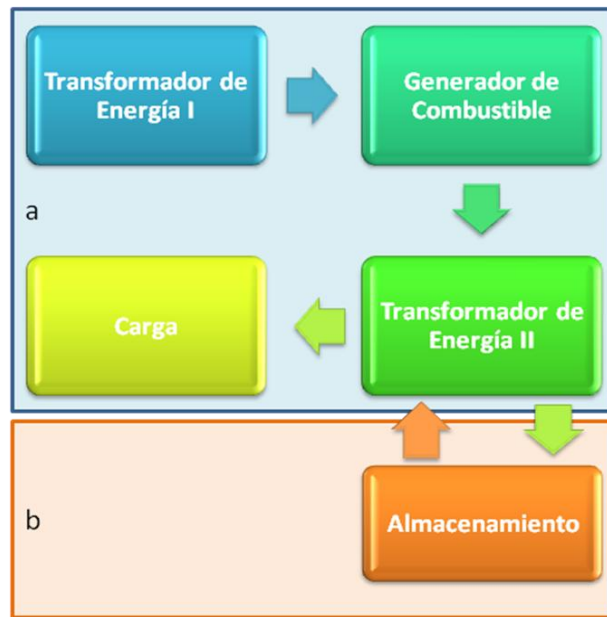 Transformador de
Energía I
Generador de
Combustible
a
Carga
Transformador de
Energía II
b
Almacenamiento